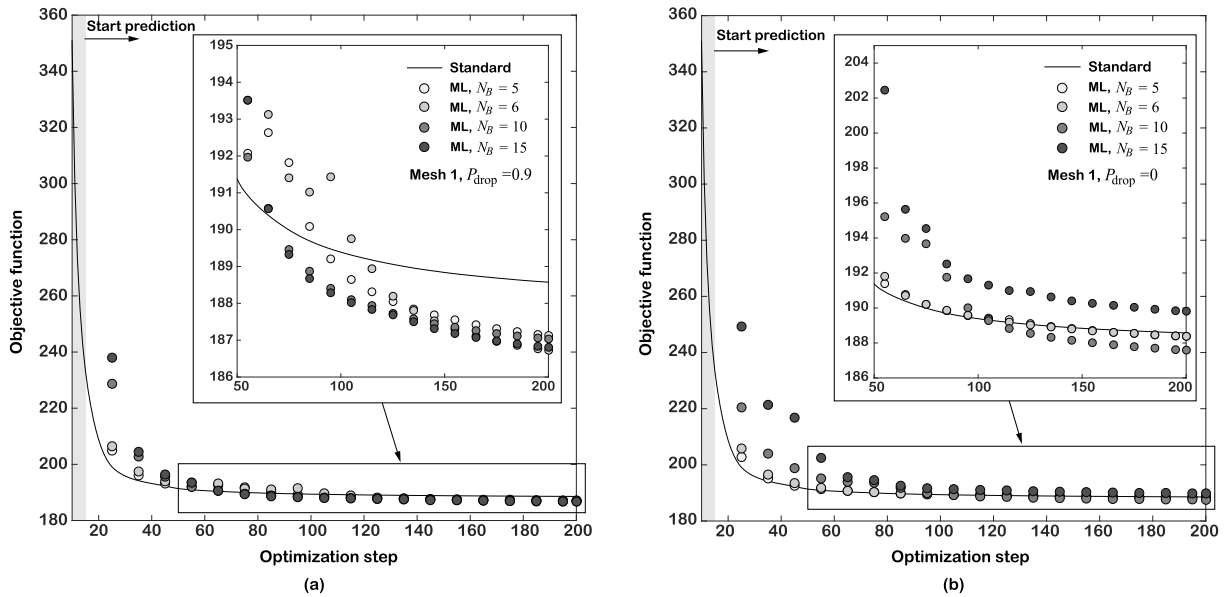 360
340
320
300
280
260
240
220
200
180
Objective function
Start prediction
195
194
193
192
191
190
189
188
187
186
50
100
150
200
Standard
ML, N_B = 5
ML, N_B = 6
ML, N_B = 10
ML, N_B = 15
Mesh 1, P_drop =0.9
20 40 60 80 100 120 140 160 180 200
Optimization step
(a)
360
340
320
300
280
260
240
220
200
180
Objective function
Start prediction
204
202
200
198
196
194
192
190
188
186
50
100
150
200
Standard
ML, N_B = 5
ML, N_B = 6
ML, N_B = 10
ML, N_B = 15
Mesh 1, P_drop =0
20 40 60 80 100 120 140 160 180 200
Optimization step
(b)